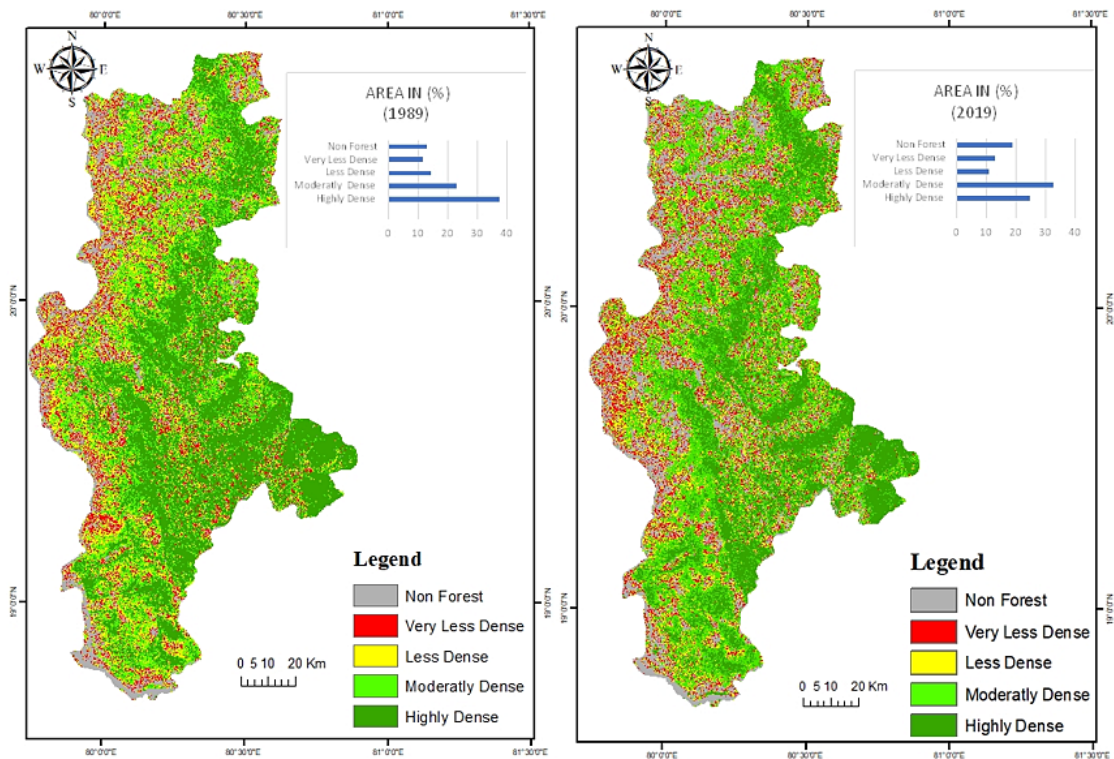 80°0'0"E 80°30'0"E 81°0'0"E 81°30'0"E
N
W E
S
AREA IN (%)
(1989)
Non Forest
Very Less Dense
Less Dense
Moderatly Dense
Highly Dense
0 10 20 30 40
20°0'0"N
20°0'0"N
19°0'0"N
19°0'0"N
0 5 10 20 Km
Legend
Non Forest
Very Less Dense
Less Dense
Moderatly Dense
Highly Dense
80°0'0"E 80°30'0"E 81°0'0"E 81°30'0"E
80°0'0"E 80°30'0"E 81°0'0"E 81°30'0"E
N
W E
S
AREA IN (%)
(2019)
Non Forest
Very Less Dense
Less Dense
Moderatly Dense
Highly Dense
0 10 20 30 40
20°0'0"N
20°0'0"N
19°0'0"N
19°0'0"N
0 5 10 20 Km
Legend
Non Forest
Very Less Dense
Less Dense
Moderatly Dense
Highly Dense
80°0'0"E 80°30'0"E 81°0'0"E 81°30'0"E